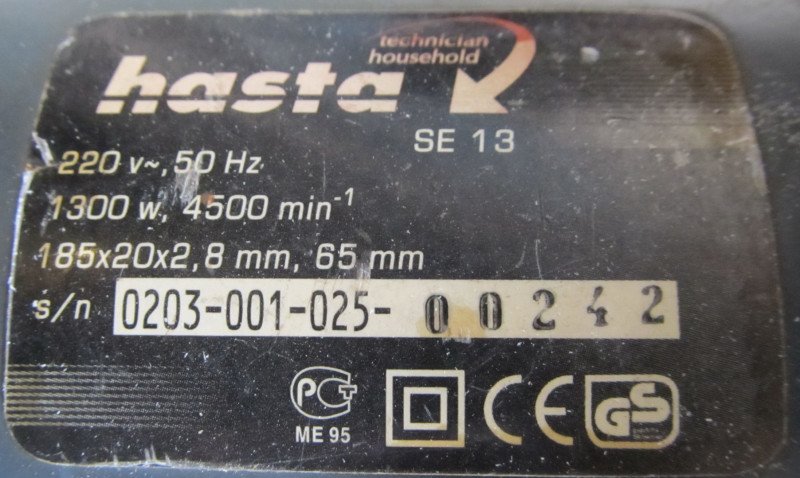 technician
household
hasta
SE 13
220 v~, 50 Hz
1300 w, 4500 min⁻¹
185x20x2,8 mm, 65 mm
s/n 0203-001-025- 00242
РСТ
ME 95
CE
GS